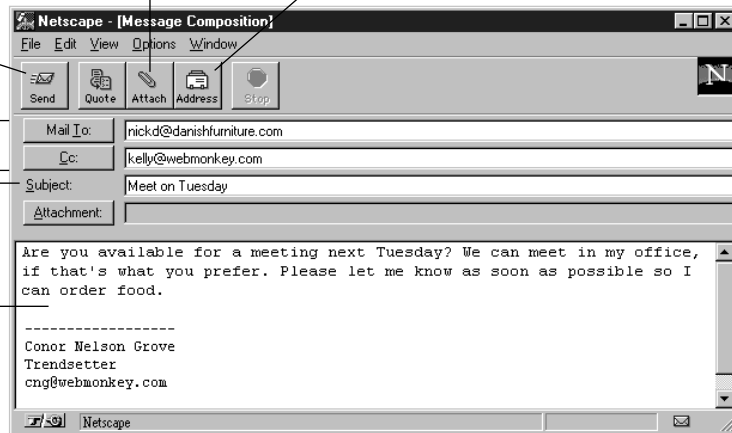 Netscape - [Message Composition]
File Edit View Options Window
N
Send Quote Attach Address Stop
Mail To: nickd@danishfurniture.com
Cc: kelly@webmonkey.com
Subject: Meet on Tuesday
Attachment:
Are you available for a meeting next Tuesday? We can meet in my office,
if that's what you prefer. Please let me know as soon as possible so I
can order food.
------------------
Conor Nelson Grove
Trendsetter
cng@webmonkey.com
Netscape